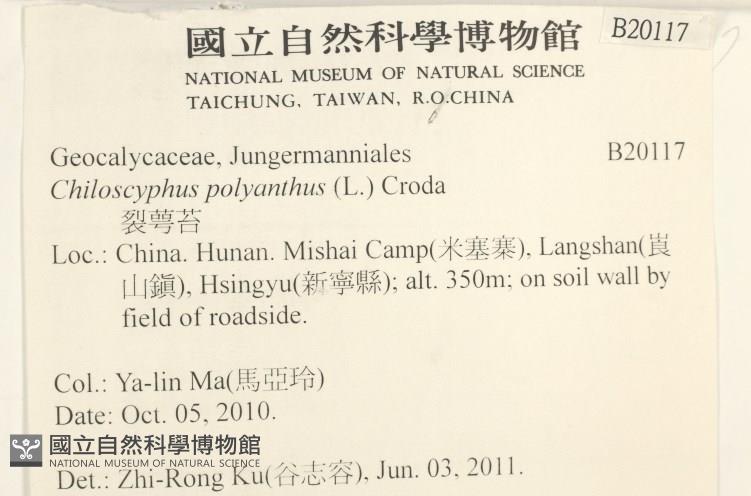 國立自然科學博物館
B20117
NATIONAL MUSEUM OF NATURAL SCIENCE
TAICHUNG, TAIWAN, R.O.CHINA
Geocalycaceae, Jungermanniales B20117
Chiloscyphus polyanthus (L.) Croda
裂萼苔
Loc.: China. Hunan. Mishai Camp(米塞寨), Langshan(崀
山鎮), Hsingyu(新寧縣); alt. 350m; on soil wall by
field of roadside.
Col.: Ya-lin Ma(馬亞玲)
Date: Oct. 05, 2010.
國立自然科學博物館
NATIONAL MUSEUM OF NATURAL SCIENCE
Det.: Zhi-Rong Ku(谷志容), Jun. 03, 2011.